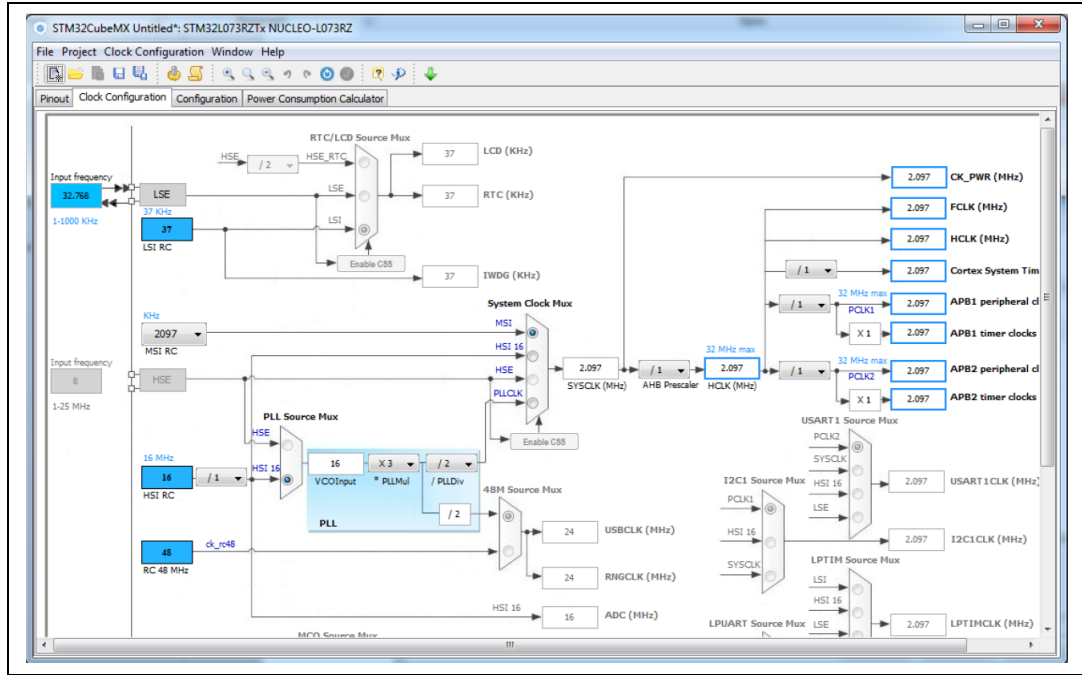 STM32CubeMX Untitled*: STM32L073RZTx NUCLEO-L073RZ
File Project Clock Configuration Window Help
Pinout Clock Configuration Configuration Power Consumption Calculator
RTC/LCD Source Mux
HSE / 2 HSE_RTC 37 LCD (KHz)
Input frequency
32.768 LSE LSE 37 RTC (KHz)
1-1000 KHz 37 KHz
37 LSI
LSI RC
Enable CSS
37 IWDG (KHz)
2.097 CK_PWR (MHz)
2.097 FCLK (MHz)
2.097 HCLK (MHz)
/ 1 2.097 Cortex System Tim
32 MHz max
/ 1 PCLK1 2.097 APB1 peripheral cl
X 1 2.097 APB1 timer clocks
System Clock Mux
KHz MSI
2097
MSI RC HSI 16
Input frequency
8 HSE HSE
1-25 MHz PLLCLK
Enable CSS
2.097 / 1 32 MHz max 2.097
SYSCLK (MHz) AHB Prescaler HCLK (MHz)
32 MHz max
/ 1 PCLK2 2.097 APB2 peripheral cl
X 1 2.097 APB2 timer clocks
PLL Source Mux
HSE
16 MHz
16 / 1 HSI 16 16 X 3 / 2
HSI RC VCOInput * PLLMul / PLLDiv
/ 2
PLL
48M Source Mux
48 ck_rc48
RC 48 MHz
24 USBCLK (MHz)
24 RNGCLK (MHz)
HSI 16 16 ADC (MHz)
USART1 Source Mux
PCLK2
SYSCLK
HSI 16 2.097 USART1CLK (MHz)
LSE
I2C1 Source Mux
PCLK1
HSI 16 2.097 I2C1CLK (MHz)
SYSCLK
LPTIM Source Mux
LSI
HSI 16
LPUART Source Mux LSE 2.097 LPTIMCLK (MHz)
MCO Source Mux